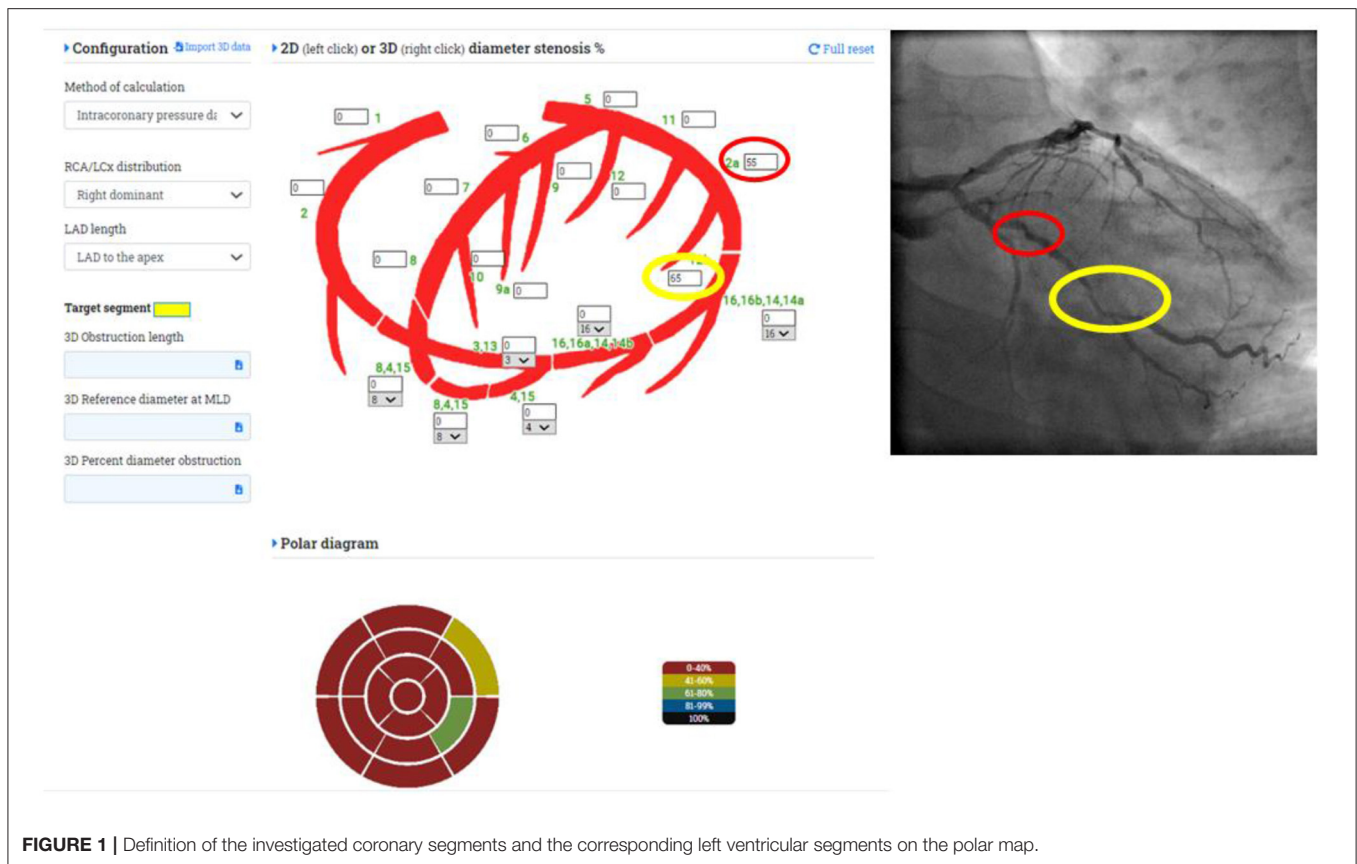 Configuration Import 3D data
2D (left click) or 3D (right click) diameter stenosis %
Full reset
Method of calculation
Intracoronary pressure da
RCA/LCx distribution
Right dominant
LAD length
LAD to the apex
Target segment
3D Obstruction length
3D Reference diameter at MLD
3D Percent diameter obstruction
0 1
5 0
11 0
0 6
2a 55
0
2
0 7
0
9
12
0
0 8
0
10
9a 0
65
16,16b,14,14a
0
16
0
16
16,16a,14,14b
3,13 0
3
8,4,15
0
8
8,4,15
0
8
4,15
0
4
Polar diagram
0-40%
41-60%
61-80%
81-99%
100%
FIGURE 1 | Definition of the investigated coronary segments and the corresponding left ventricular segments on the polar map.